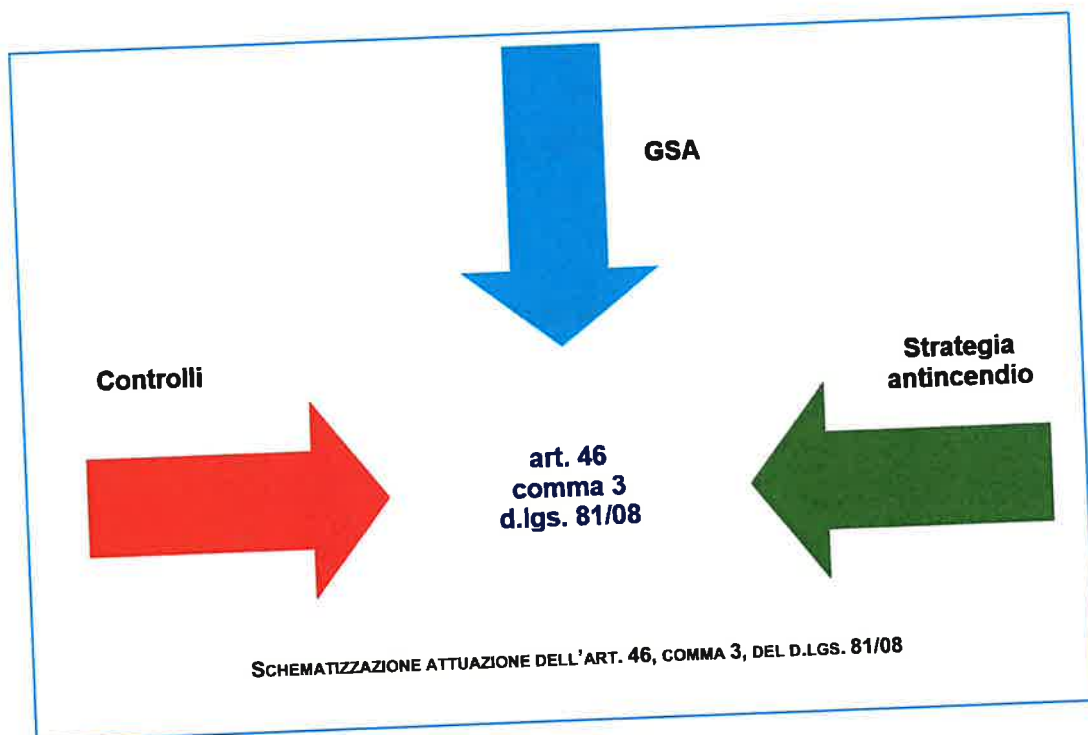 GSA
Controlli
Strategia
antincendio
art. 46
comma 3
d.lgs. 81/08
SCHEMATIZZAZIONE ATTUAZIONE DELL'ART. 46, COMMA 3, DEL D.LGS. 81/08